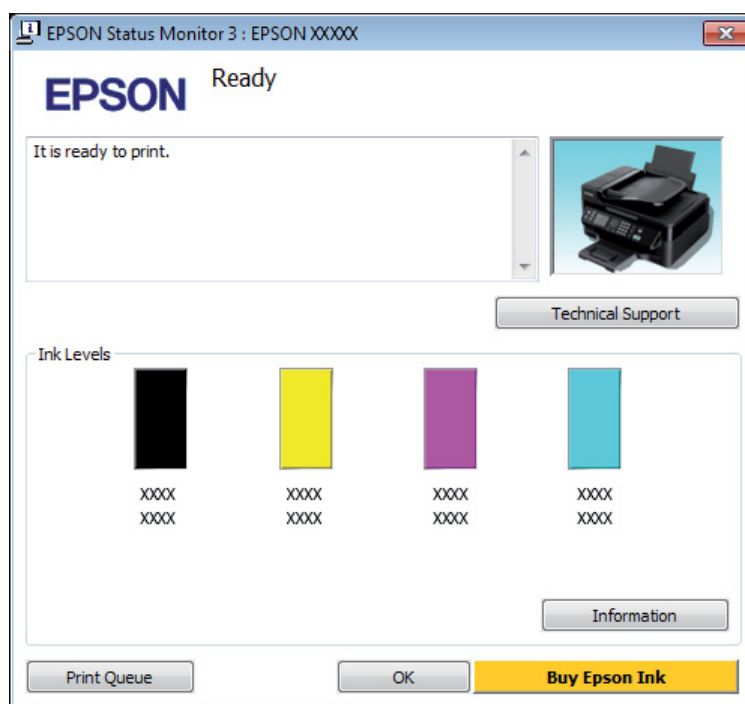 EPSON Status Monitor 3 : EPSON XXXXX
EPSON
Ready
It is ready to print.
Technical Support
Ink Levels
XXXX XXXX XXXX XXXX
XXXX XXXX XXXX XXXX
Information
Print Queue OK Buy Epson Ink